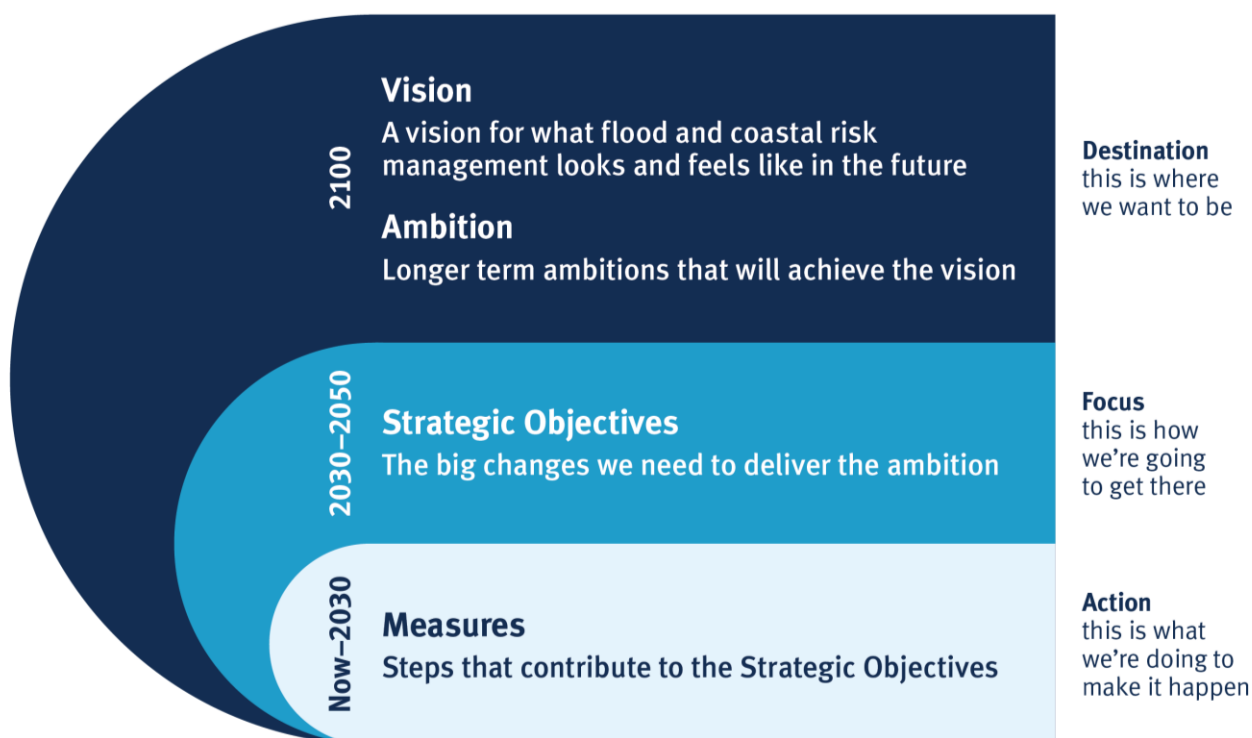 2100
Vision
A vision for what flood and coastal risk
management looks and feels like in the future
Ambition
Longer term ambitions that will achieve the vision
Destination
this is where
we want to be
2030–2050
Strategic Objectives
The big changes we need to deliver the ambition
Focus
this is how
we’re going
to get there
Now–2030
Measures
Steps that contribute to the Strategic Objectives
Action
this is what
we’re doing to
make it happen